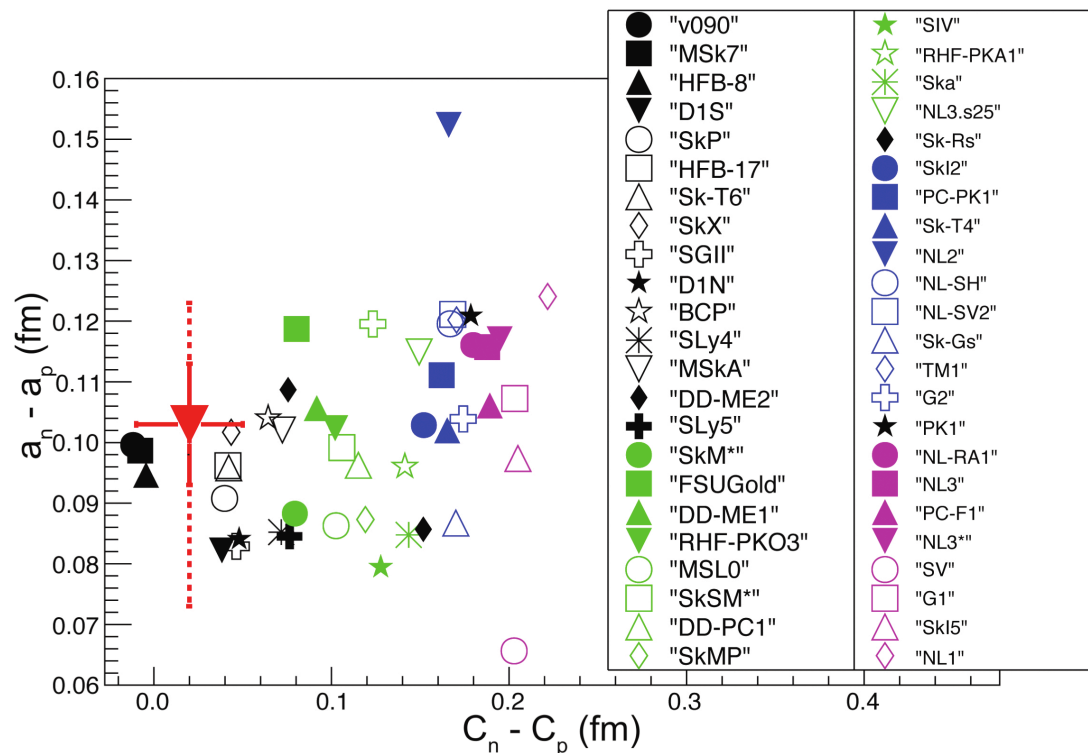 "v090"
"MSk7"
"HFB-8"
"D1S"
"SkP"
"HFB-17"
"Sk-T6"
"SkX"
"SGII"
"D1N"
"BCP"
"SLy4"
"MSkA"
"DD-ME2"
"SLy5"
"SkM*"
"FSUGold"
"DD-ME1"
"RHF-PKO3"
"MSL0"
"SkSM*"
"DD-PC1"
"SkMP"
"SIV"
"RHF-PKA1"
"Ska"
"NL3.s25"
"Sk-Rs"
"SkI2"
"PC-PK1"
"Sk-T4"
"NL2"
"NL-SH"
"NL-SV2"
"Sk-Gs"
"TM1"
"G2"
"PK1"
"NL-RA1"
"NL3"
"PC-F1"
"NL3*"
"SV"
"G1"
"SkI5"
"NL1"
0.16
0.15
0.14
0.13
0.12
0.11
0.10
0.09
0.08
0.07
0.06
a_n - a_p (fm)
0.0 0.1 0.2 0.3 0.4
C_n - C_p (fm)